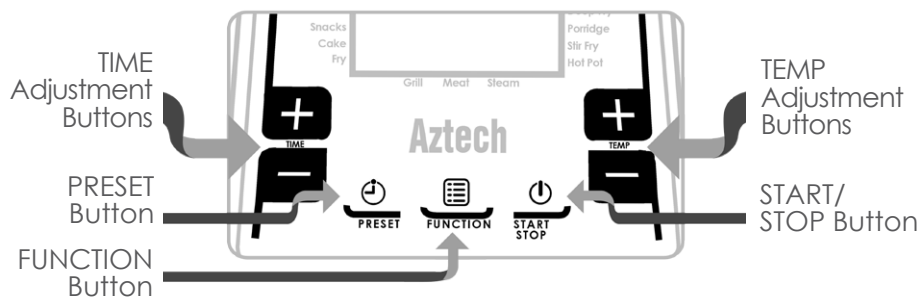 Snacks
Cake
Fry
Porridge
Stir Fry
Hot Pot
Grill Meat Steam
TIME
Adjustment
Buttons
TEMP
Adjustment
Buttons
Aztech
TIME
TEMP
PRESET
Button
PRESET
FUNCTION
START
STOP
START/
STOP Button
FUNCTION
Button